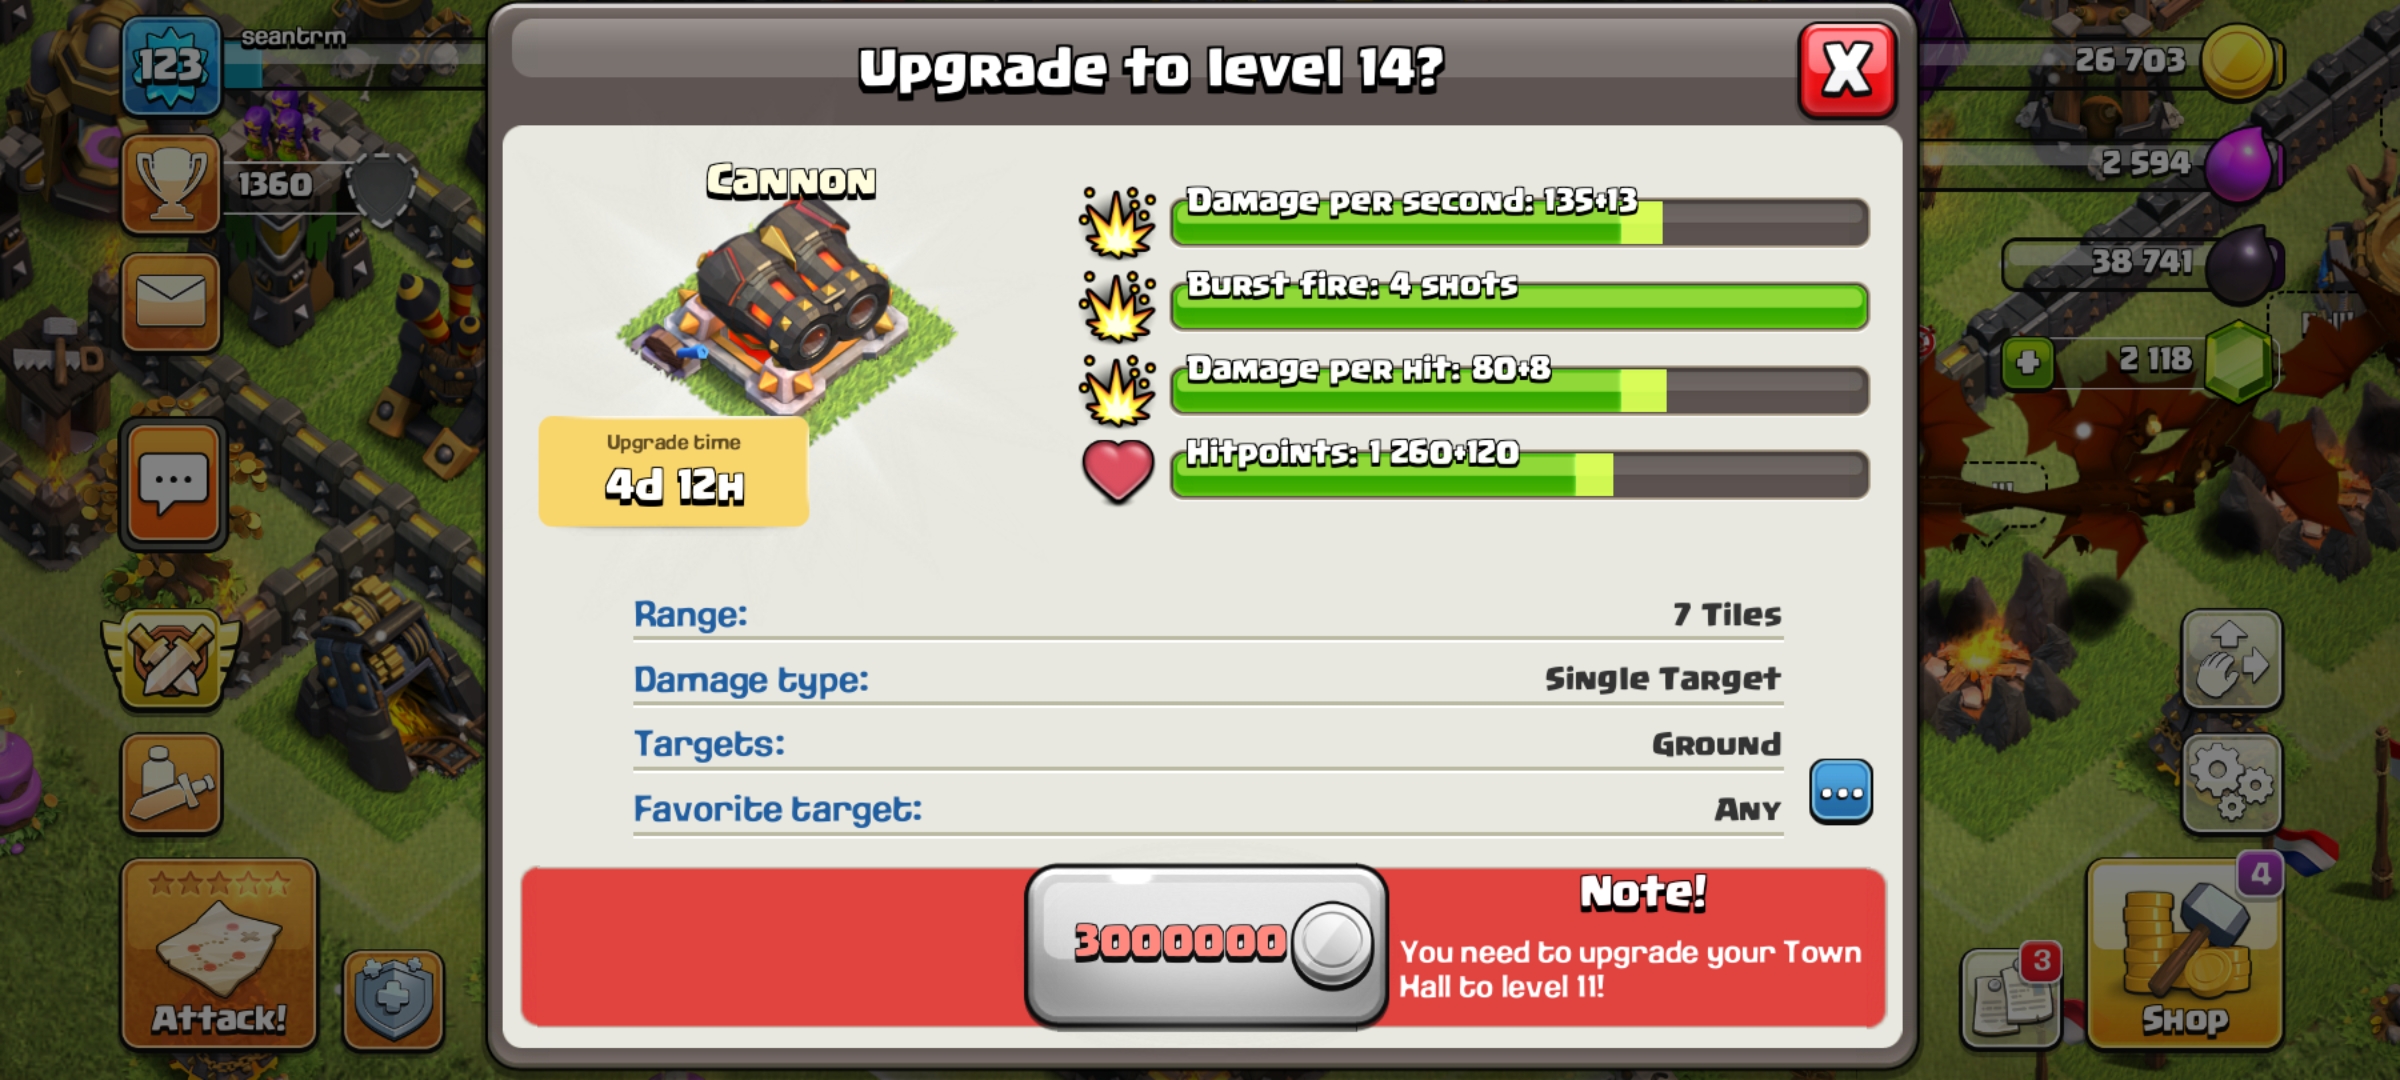 123
seantrm
1360
Upgrade to level 14?
X
26 703
2 594
38 741
2 118
Cannon
Upgrade time
4d 12H
Damage per second: 135+13
Burst fire: 4 shots
Damage per hit: 80+8
Hitpoints: 1 260+120
Range: 7 Tiles
Damage type: Single Target
Targets: Ground
Favorite target: Any
3000000
Note!
You need to upgrade your Town
Hall to level 11!
Attack!
3
4
Shop